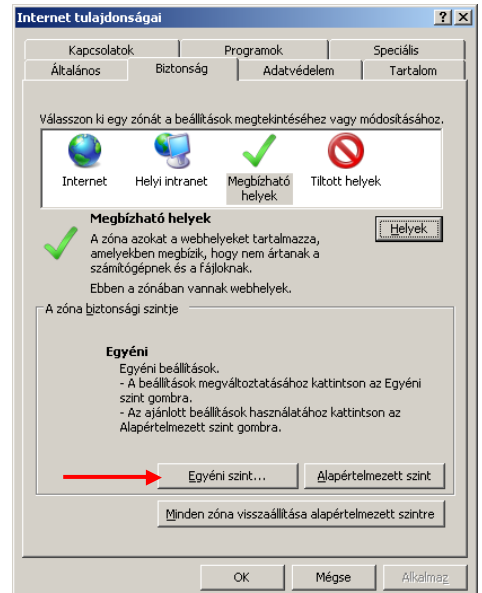 Internet tulajdonságai
Kapcsolatok Programok Speciális
Általános Biztonság Adatvédelem Tartalom
Válasszon ki egy zónát a beállítások megtekintéséhez vagy módosításához.
Internet Helyi intranet Megbízható helyek Tiltott helyek
Megbízható helyek
Helyek
A zóna azokat a webhelyeket tartalmazza,
amelyekben megbízik, hogy nem ártanak a
számítógépnek és a fájloknak.
Ebben a zónában vannak webhelyek.
A zóna biztonsági szintje
Egyéni
Egyéni beállítások.
- A beállítások megváltoztatásához kattintson az Egyéni
szint gombra.
- Az ajánlott beállítások használatához kattintson az
Alapértelmezett szint gombra.
Egyéni szint... Alapértelmezett szint
Minden zóna visszaállítása alapértelmezett szintre
OK Mégse Alkalmaz